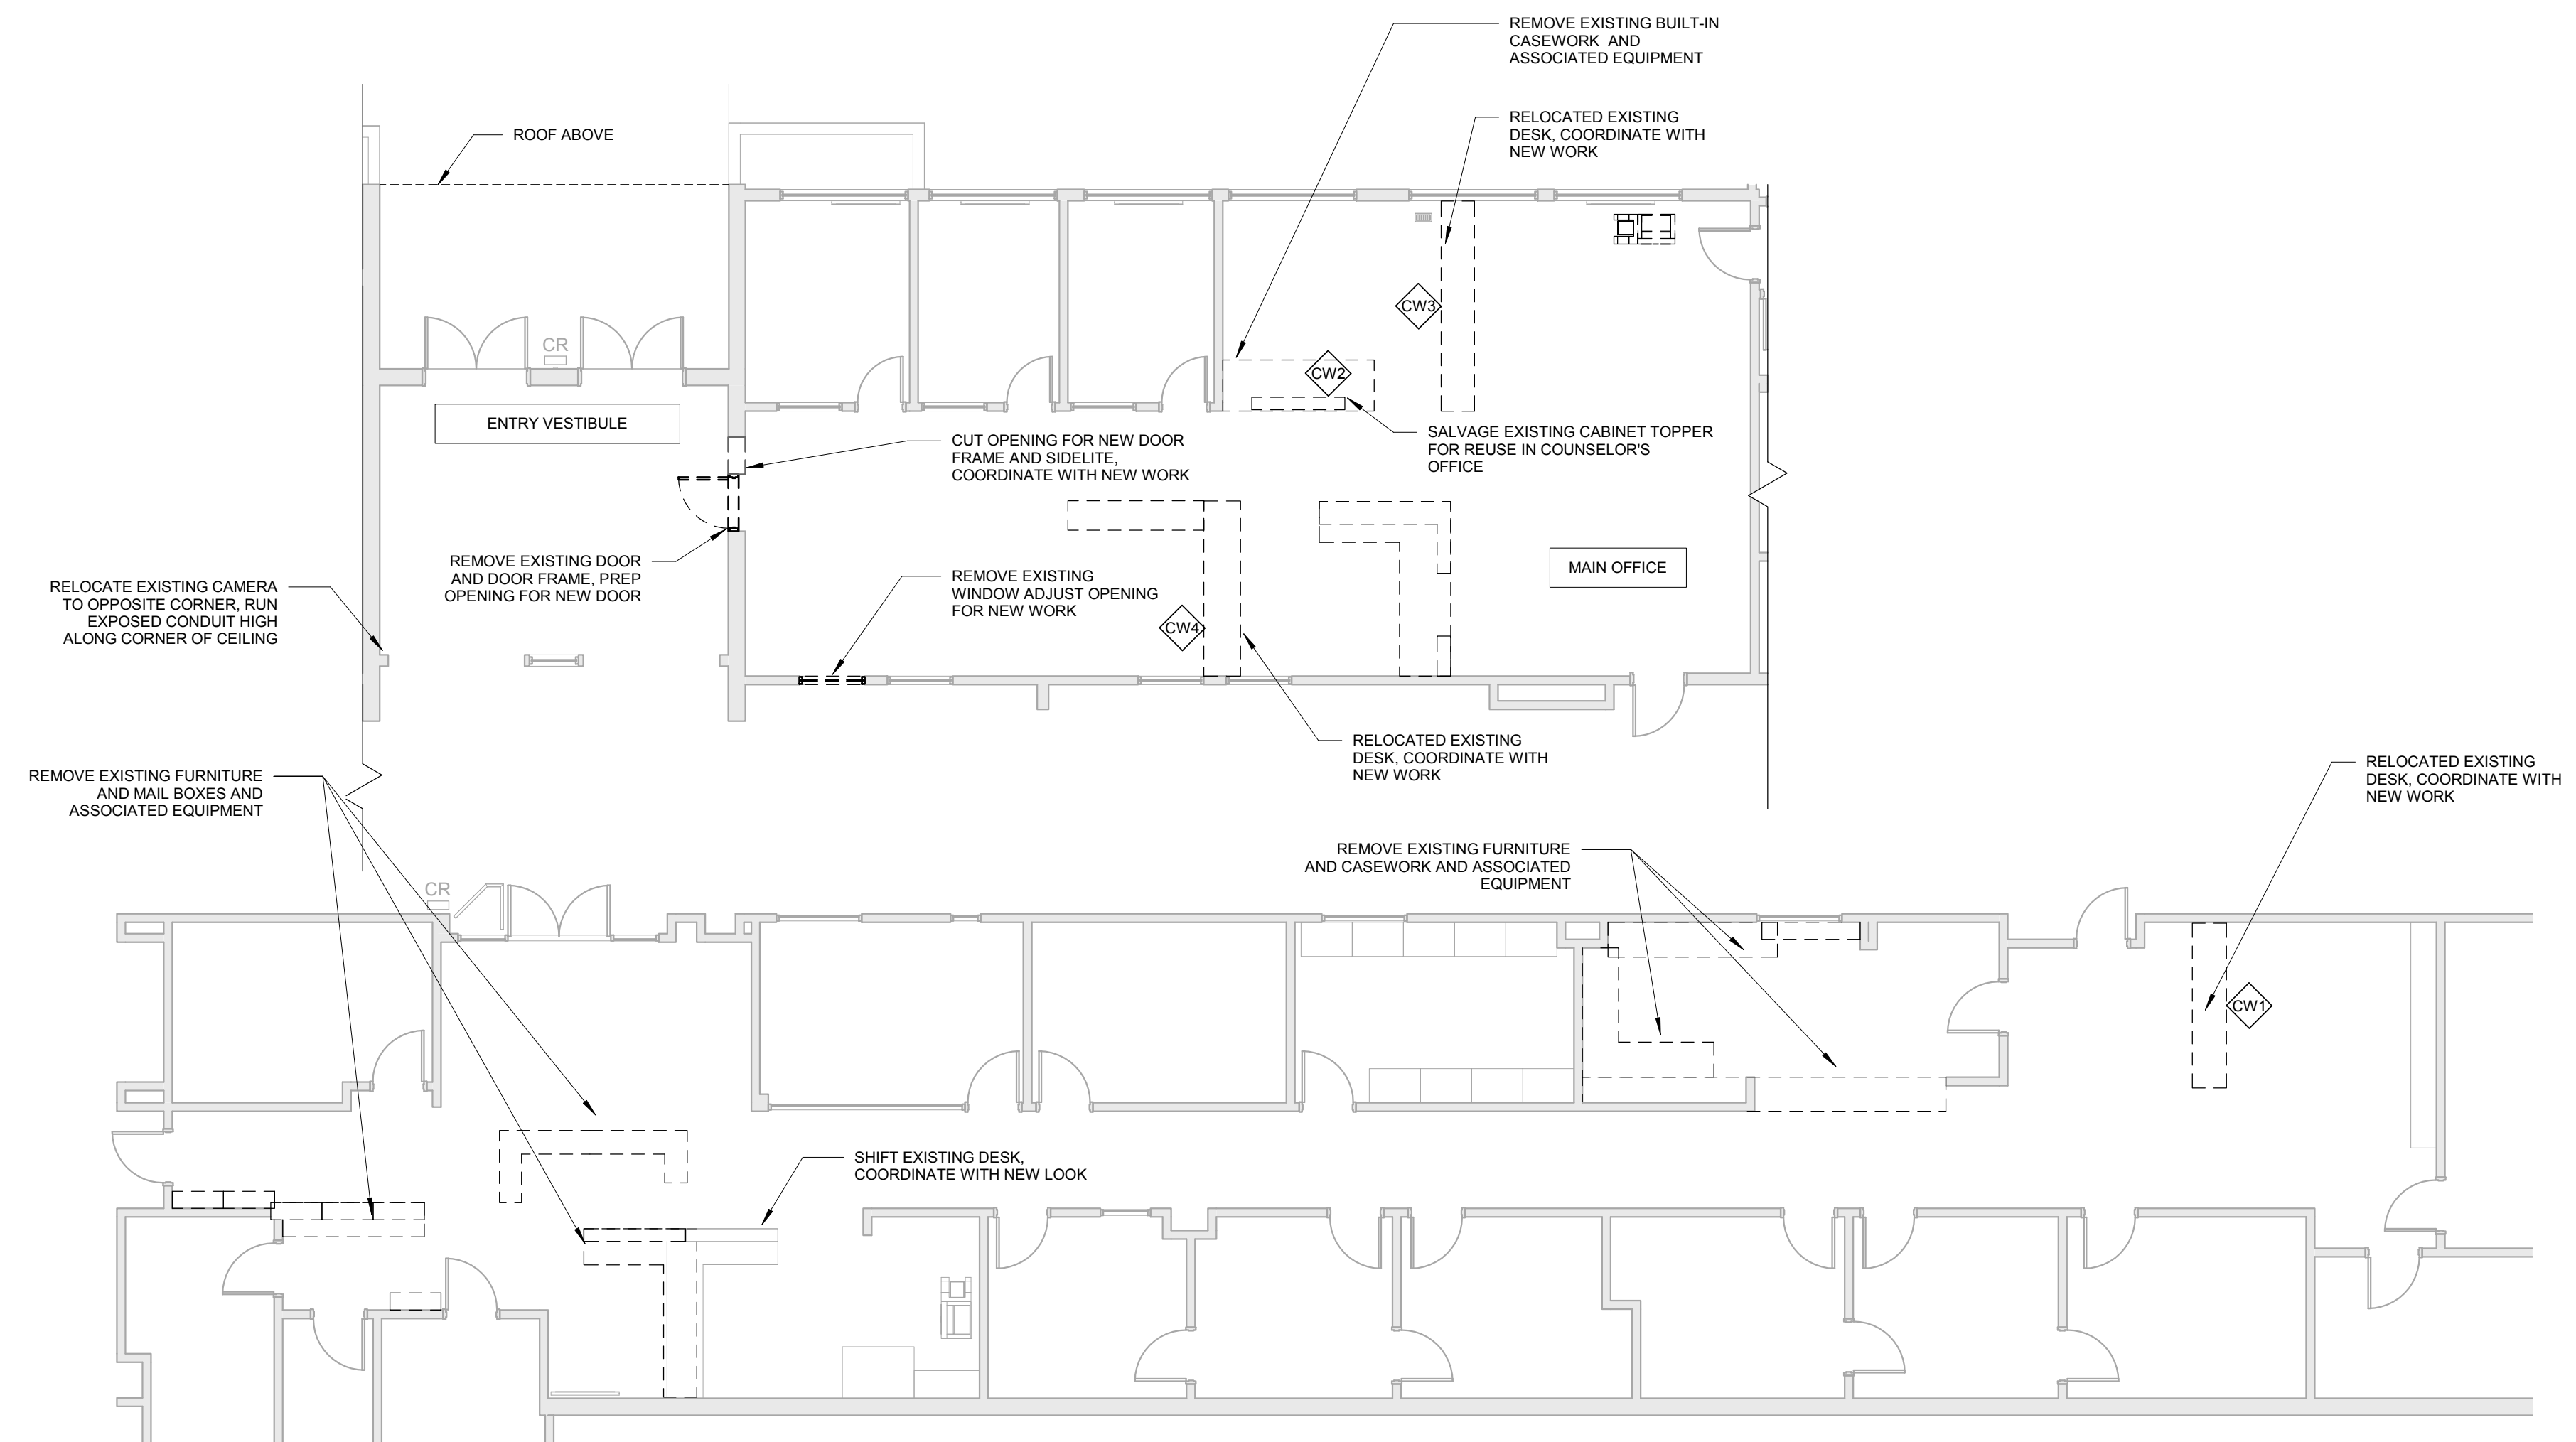 REMOVE EXISTING BUILT-IN
CASEWORK AND
ASSOCIATED EQUIPMENT
RELOCATED EXISTING
DESK, COORDINATE WITH
NEW WORK
ROOF ABOVE
CW3
CR
CW2
ENTRY VESTIBULE
CUT OPENING FOR NEW DOOR
FRAME AND SIDELITE,
COORDINATE WITH NEW WORK
SALVAGE EXISTING CABINET TOPPER
FOR REUSE IN COUNSELOR'S
OFFICE
REMOVE EXISTING DOOR
AND DOOR FRAME, PREP
OPENING FOR NEW DOOR
MAIN OFFICE
RELOCATE EXISTING CAMERA
TO OPPOSITE CORNER, RUN
EXPOSED CONDUIT HIGH
ALONG CORNER OF CEILING
REMOVE EXISTING
WINDOW ADJUST OPENING
FOR NEW WORK
CW4
RELOCATED EXISTING
DESK, COORDINATE WITH
NEW WORK
REMOVE EXISTING FURNITURE
AND MAIL BOXES AND
ASSOCIATED EQUIPMENT
RELOCATED EXISTING
DESK, COORDINATE WITH
NEW WORK
REMOVE EXISTING FURNITURE
AND CASEWORK AND ASSOCIATED
EQUIPMENT
CR
CW1
SHIFT EXISTING DESK,
COORDINATE WITH NEW LOOK